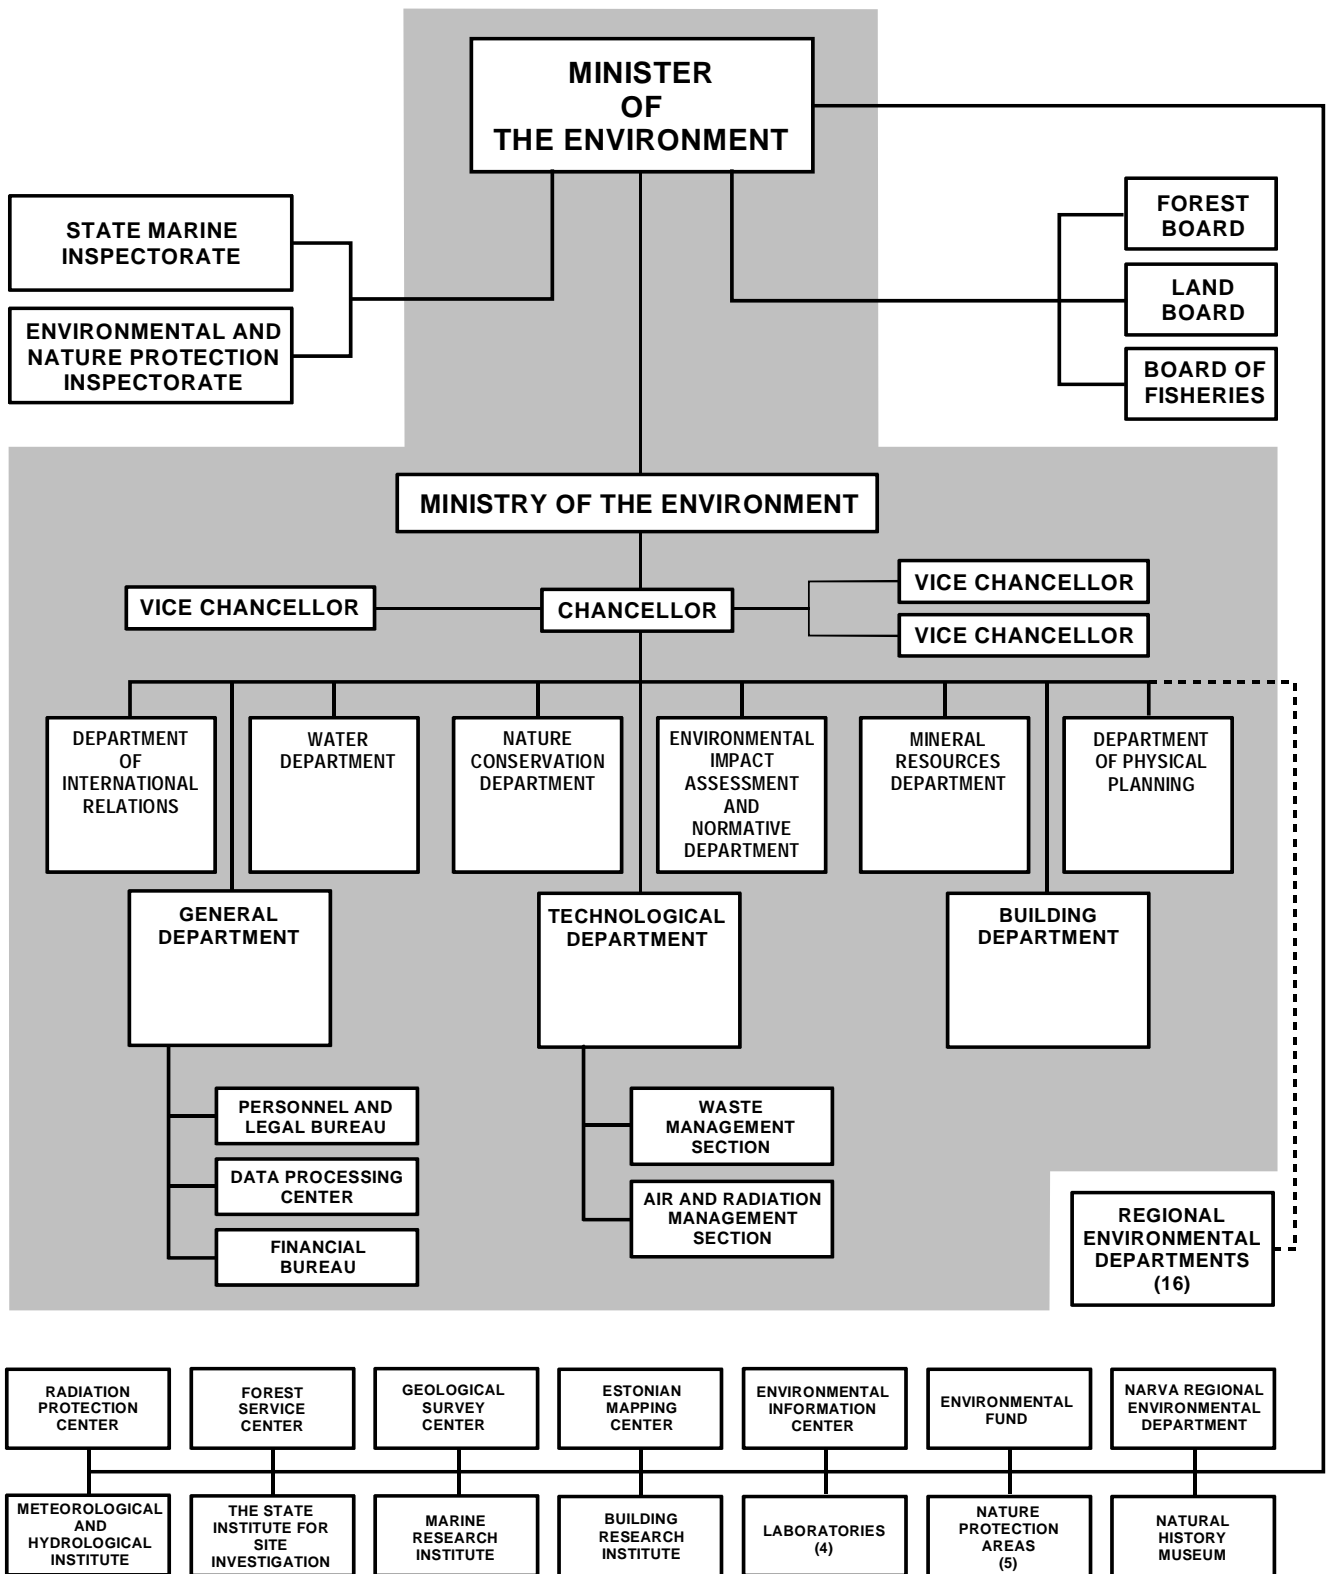 MINISTER
OF
THE ENVIRONMENT
STATE MARINE
INSPECTORATE
ENVIRONMENTAL AND
NATURE PROTECTION
INSPECTORATE
FOREST
BOARD
LAND
BOARD
BOARD OF
FISHERIES
MINISTRY OF THE ENVIRONMENT
VICE CHANCELLOR
CHANCELLOR
VICE CHANCELLOR
VICE CHANCELLOR
DEPARTMENT
OF
INTERNATIONAL
RELATIONS
WATER
DEPARTMENT
NATURE
CONSERVATION
DEPARTMENT
ENVIRONMENTAL
IMPACT
ASSESSMENT
AND
NORMATIVE
DEPARTMENT
MINERAL
RESOURCES
DEPARTMENT
DEPARTMENT
OF PHYSICAL
PLANNING
GENERAL
DEPARTMENT
TECHNOLOGICAL
DEPARTMENT
BUILDING
DEPARTMENT
PERSONNEL AND
LEGAL BUREAU
DATA PROCESSING
CENTER
FINANCIAL
BUREAU
WASTE
MANAGEMENT
SECTION
AIR AND RADIATION
MANAGEMENT
SECTION
REGIONAL
ENVIRONMENTAL
DEPARTMENTS
(16)
RADIATION
PROTECTION
CENTER
FOREST
SERVICE
CENTER
GEOLOGICAL
SURVEY
CENTER
ESTONIAN
MAPPING
CENTER
ENVIRONMENTAL
INFORMATION
CENTER
ENVIRONMENTAL
FUND
NARVA REGIONAL
ENVIRONMENTAL
DEPARTMENT
METEOROLOGICAL
AND
HYDROLOGICAL
INSTITUTE
THE STATE
INSTITUTE FOR
SITE
INVESTIGATION
MARINE
RESEARCH
INSTITUTE
BUILDING
RESEARCH
INSTITUTE
LABORATORIES
(4)
NATURE
PROTECTION
AREAS
(5)
NATURAL
HISTORY
MUSEUM